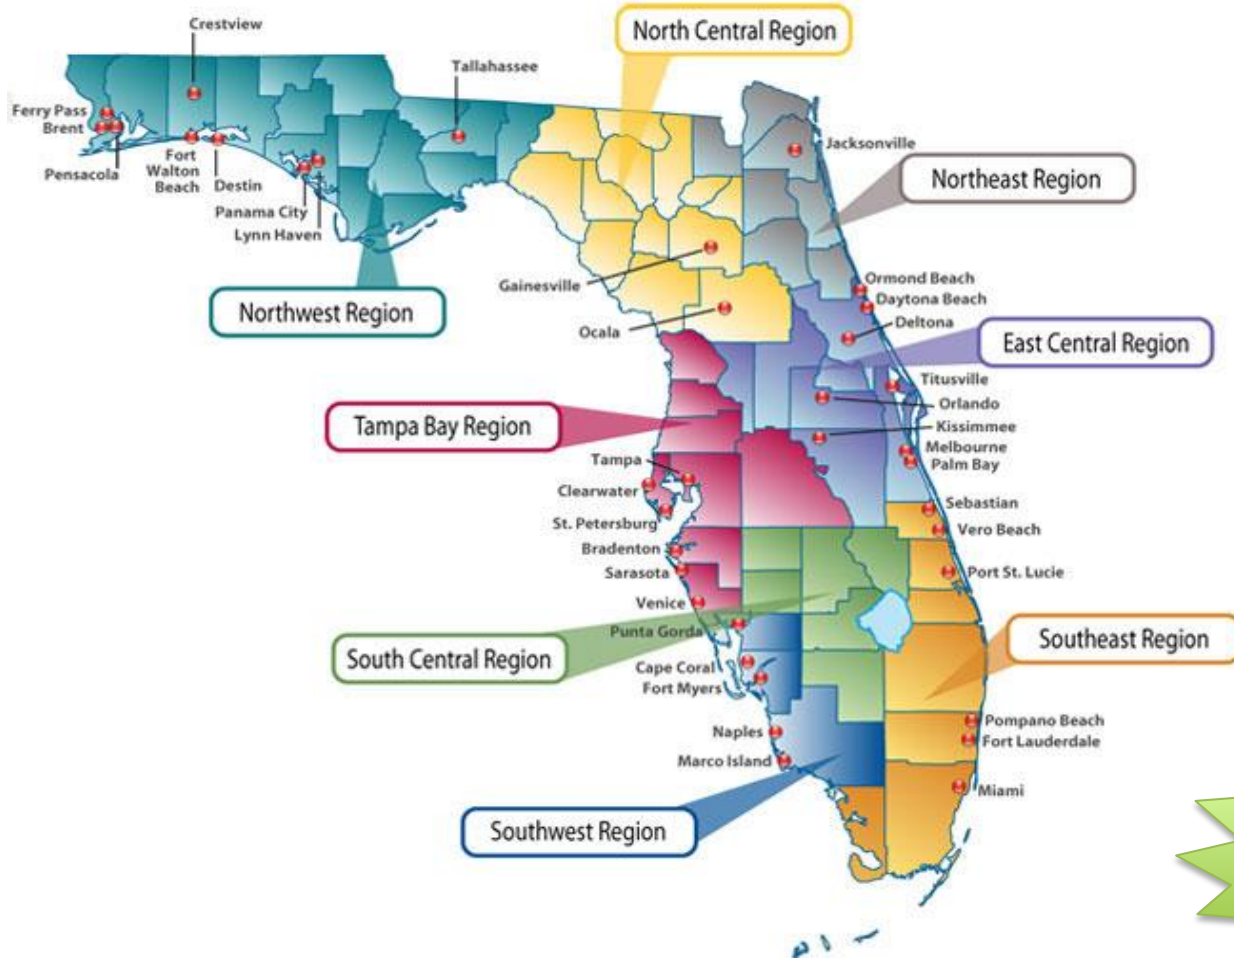 Crestview
North Central Region
Tallahassee
Ferry Pass
Brent
Pensacola
Fort
Walton
Beach
Destin
Panama City
Lynn Haven
Jacksonville
Northeast Region
Gainesville
Northwest Region
Ocala
Ormond Beach
Daytona Beach
Deltona
East Central Region
Titusville
Orlando
Kissimmee
Melbourne
Palm Bay
Tampa Bay Region
Tampa
Clearwater
St. Petersburg
Sebastian
Vero Beach
Bradenton
Sarasota
Port St. Lucie
Venice
Punta Gorda
Southeast Region
South Central Region
Cape Coral
Fort Myers
Pompano Beach
Naples
Fort Lauderdale
Marco Island
Miami
Southwest Region